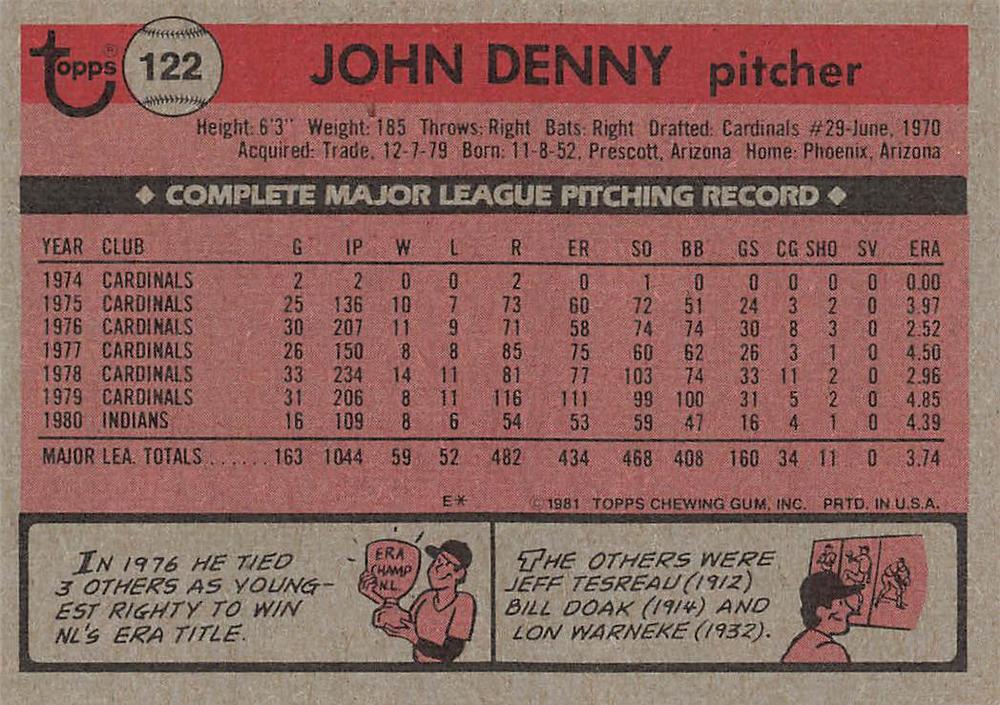 topps® 122 JOHN DENNY pitcher
Height: 6'3" Weight: 185 Throws: Right Bats: Right Drafted: Cardinals #29-June, 1970
Acquired: Trade, 12-7-79 Born: 11-8-52, Prescott, Arizona Home: Phoenix, Arizona
◆ COMPLETE MAJOR LEAGUE PITCHING RECORD ◆
YEAR CLUB G IP W L R ER SO BB GS CG SHO SV ERA
1974 CARDINALS 2 2 0 0 2 0 1 0 0 0 0 0 0.00
1975 CARDINALS 25 136 10 7 73 60 72 51 24 3 2 0 3.97
1976 CARDINALS 30 207 11 9 71 58 74 74 30 8 3 0 2.52
1977 CARDINALS 26 150 8 8 85 75 60 62 26 3 1 0 4.50
1978 CARDINALS 33 234 14 11 81 77 103 74 33 11 2 0 2.96
1979 CARDINALS 31 206 8 11 116 111 99 100 31 5 2 0 4.85
1980 INDIANS 16 109 8 6 54 53 59 47 16 4 1 0 4.39
MAJOR LEA. TOTALS ...... 163 1044 59 52 482 434 468 408 160 34 11 0 3.74
E* © 1981 TOPPS CHEWING GUM, INC. PRTD. IN U.S.A.
IN 1976 HE TIED
3 OTHERS AS YOUNG-
EST RIGHTY TO WIN
NL'S ERA TITLE.
ERA
CHAMP
NL
THE OTHERS WERE
JEFF TESREAU (1912)
BILL DOAK (1914) AND
LON WARNEKE (1932).